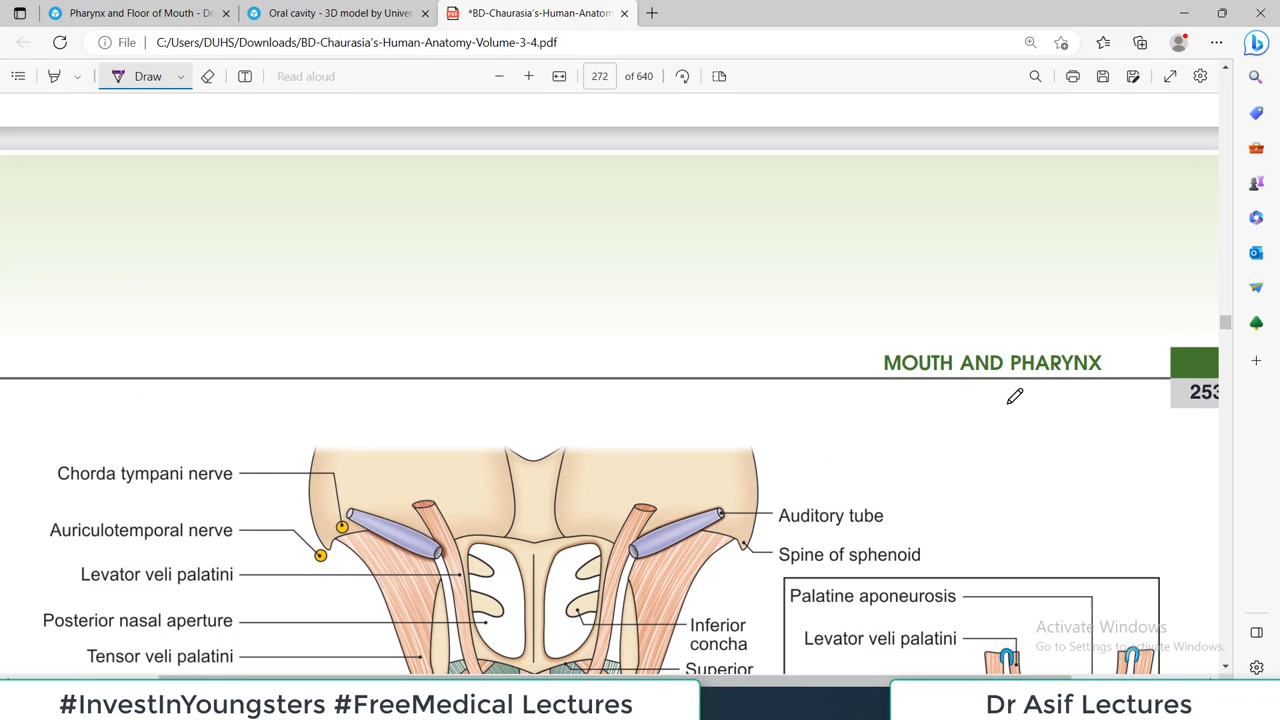 Pharynx and Floor of Mouth - Do
Oral cavity - 3D model by Univer
*BD-Chaurasia's-Human-Anatom
File
C:/Users/DUHS/Downloads/BD-Chaurasia's-Human-Anatomy-Volume-3-4.pdf
Draw
Read aloud
272
of 640
MOUTH AND PHARYNX
253
Chorda tympani nerve
Auriculotemporal nerve
Levator veli palatini
Posterior nasal aperture
Tensor veli palatini
Auditory tube
Spine of sphenoid
Inferior
concha
Superior
Palatine aponeurosis
Levator veli palatini
Activate Windows
Go to Settings to activate Windows.
#InvestInYoungsters #FreeMedical Lectures
Dr Asif Lectures